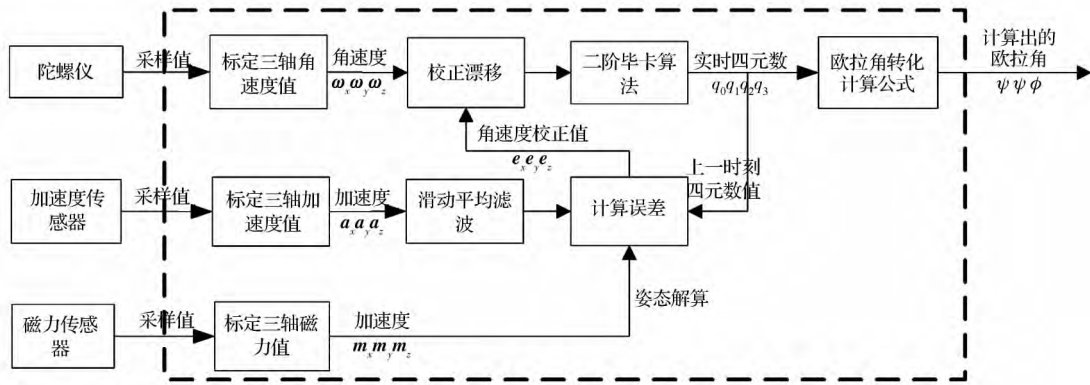 陀螺仪
采样值
标定三轴角
速度值
角速度
ωxωyωz
校正漂移
二阶毕卡算
法
实时四元数
q0q1q2q3
欧拉角转化
计算公式
计算出的
欧拉角
ψ ψ ϕ
角速度校正值
exeyez
上一时刻
四元数值
加速度传
感器
采样值
标定三轴加
速度值
加速度
axayaz
滑动平均滤
波
计算误差
姿态解算
磁力传感
器
采样值
标定三轴磁
力值
加速度
mxmymz